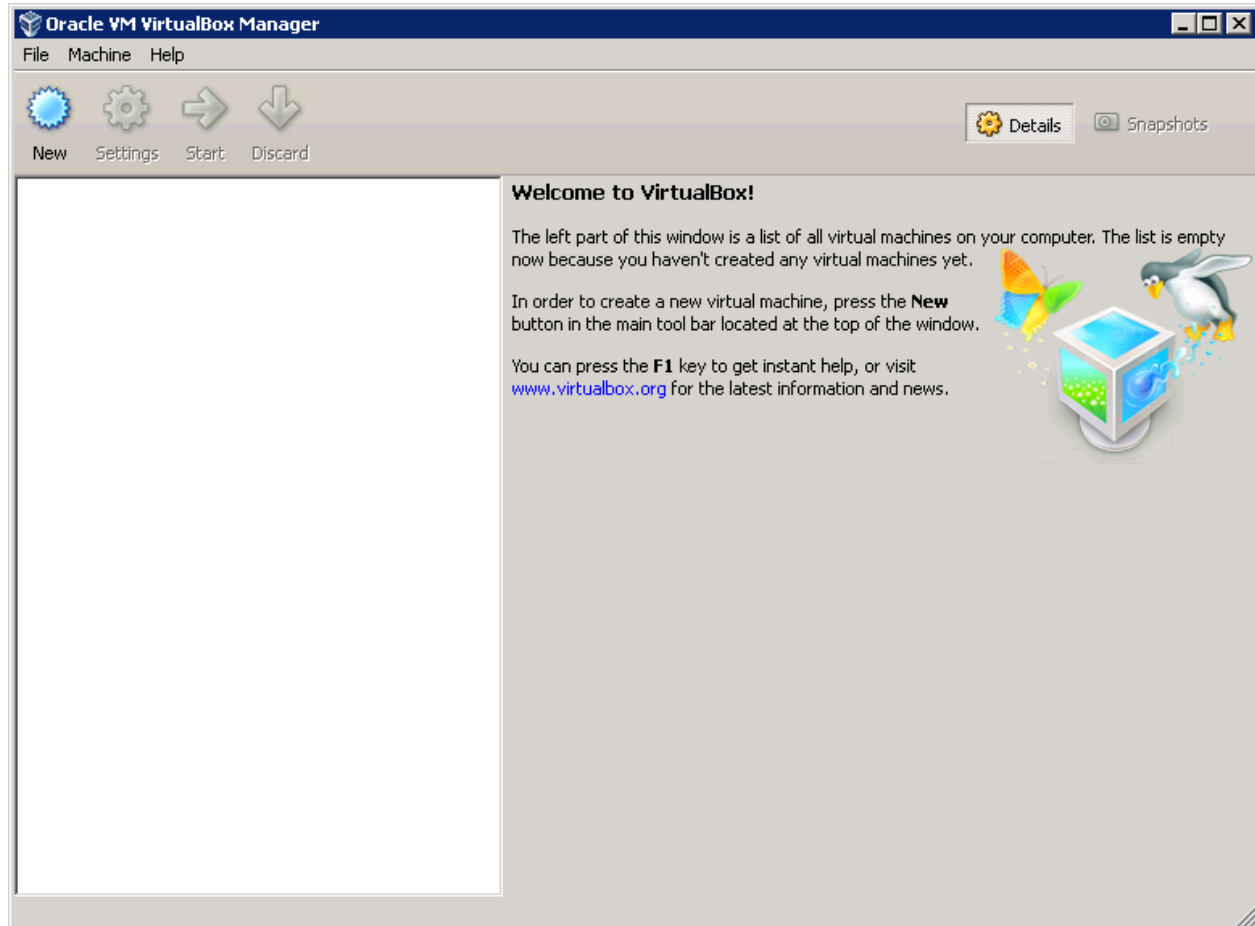 Oracle VM VirtualBox Manager
File Machine Help
New Settings Start Discard
Details Snapshots
Welcome to VirtualBox!
The left part of this window is a list of all virtual machines on your computer. The list is empty
now because you haven't created any virtual machines yet.
In order to create a new virtual machine, press the New
button in the main tool bar located at the top of the window.
You can press the F1 key to get instant help, or visit
www.virtualbox.org for the latest information and news.